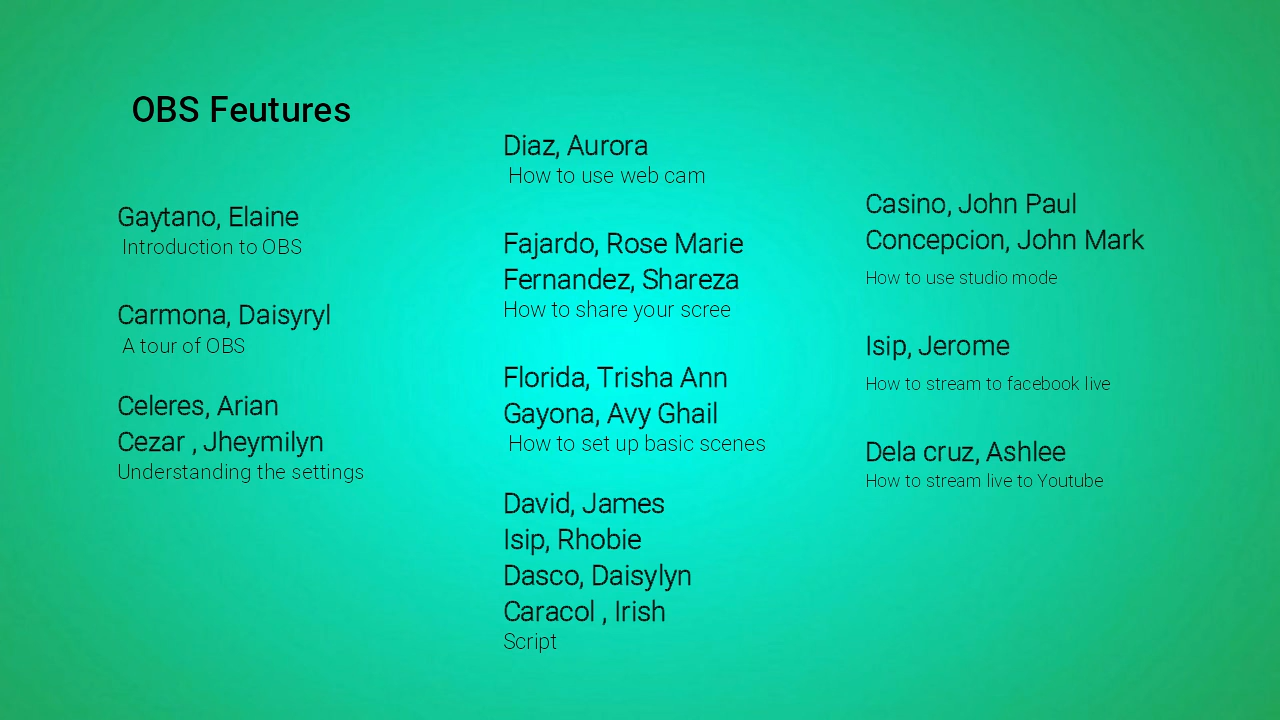 OBS Feutures
Gaytano, Elaine
Introduction to OBS
Carmona, Daisyryl
A tour of OBS
Celeres, Arian
Cezar , Jheymilyn
Understanding the settings
Diaz, Aurora
How to use web cam
Fajardo, Rose Marie
Fernandez, Shareza
How to share your scree
Florida, Trisha Ann
Gayona, Avy Ghail
How to set up basic scenes
David, James
Isip, Rhobie
Dasco, Daisylyn
Caracol , Irish
Script
Casino, John Paul
Concepcion, John Mark
How to use studio mode
Isip, Jerome
How to stream to facebook live
Dela cruz, Ashlee
How to stream live to Youtube